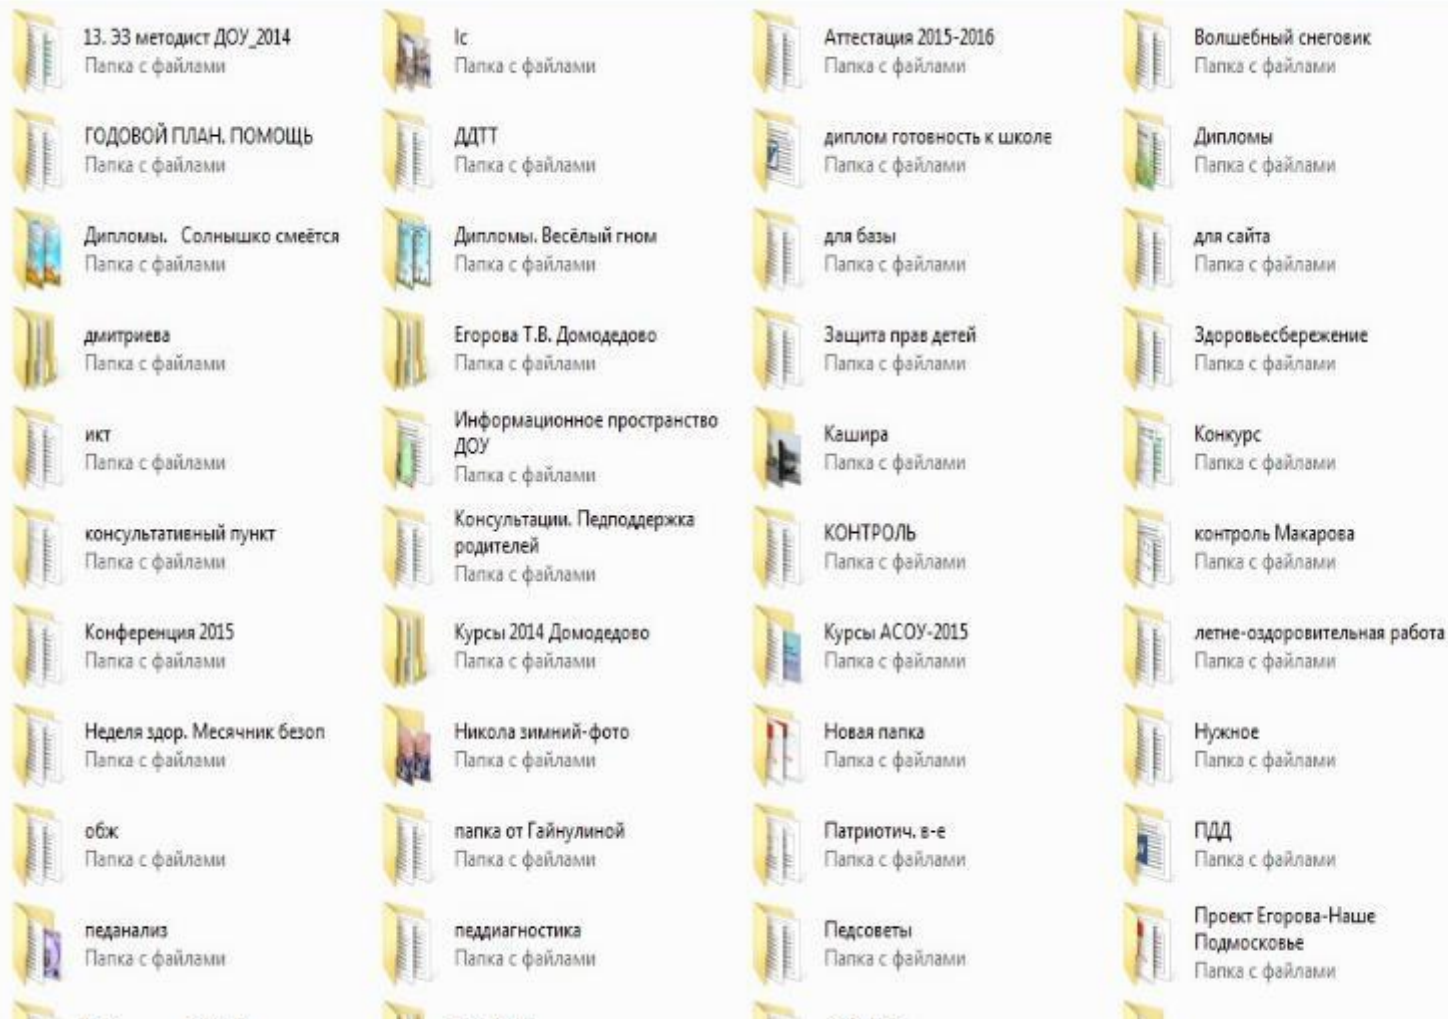 13. ЭЗ методист ДОУ_2014
Папка с файлами
lc
Папка с файлами
Аттестация 2015-2016
Папка с файлами
Волшебный снеговик
Папка с файлами
ГОДОВОЙ ПЛАН. ПОМОЩЬ
Папка с файлами
ДДТТ
Папка с файлами
диплом готовность к школе
Папка с файлами
Дипломы
Папка с файлами
Дипломы. Солнышко смеётся
Папка с файлами
Дипломы. Весёлый гном
Папка с файлами
для базы
Папка с файлами
для сайта
Папка с файлами
дмитриева
Папка с файлами
Егорова Т.В. Домодедово
Папка с файлами
Защита прав детей
Папка с файлами
Здоровьесбережение
Папка с файлами
икт
Папка с файлами
Информационное пространство
ДОУ
Папка с файлами
Кашира
Папка с файлами
Конкурс
Папка с файлами
консультативный пункт
Папка с файлами
Консультации. Педподдержка
родителей
Папка с файлами
КОНТРОЛЬ
Папка с файлами
контроль Макарова
Папка с файлами
Конференция 2015
Папка с файлами
Курсы 2014 Домодедово
Папка с файлами
Курсы АСОУ-2015
Папка с файлами
летне-оздоровительная работа
Папка с файлами
Неделя здор. Месячник безоп
Папка с файлами
Никола зимний-фото
Папка с файлами
Новая папка
Папка с файлами
Нужное
Папка с файлами
обж
Папка с файлами
папка от Гайнулиной
Папка с файлами
Патриотич. в-е
Папка с файлами
ПДД
Папка с файлами
педанализ
Папка с файлами
педдиагностика
Папка с файлами
Педсоветы
Папка с файлами
Проект Егорова-Наше
Подмосковье
Папка с файлами